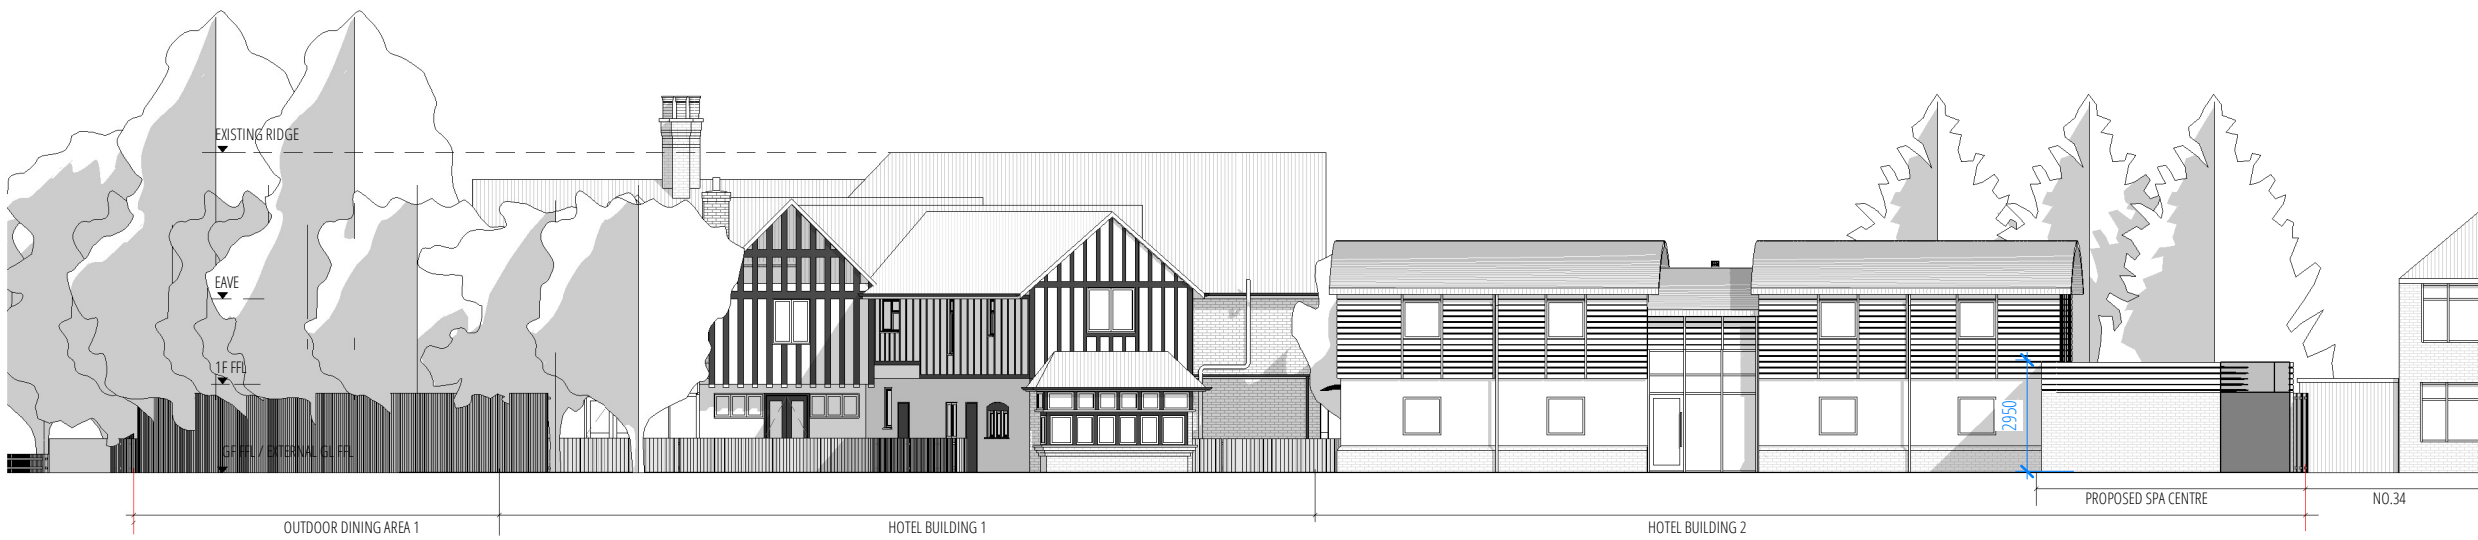 EXISTING RIDGE
EAVE
1F FFL
GF FFL / EXTERNAL GL FFL
2950
PROPOSED SPA CENTRE
NO.34
OUTDOOR DINING AREA 1
HOTEL BUILDING 1
HOTEL BUILDING 2